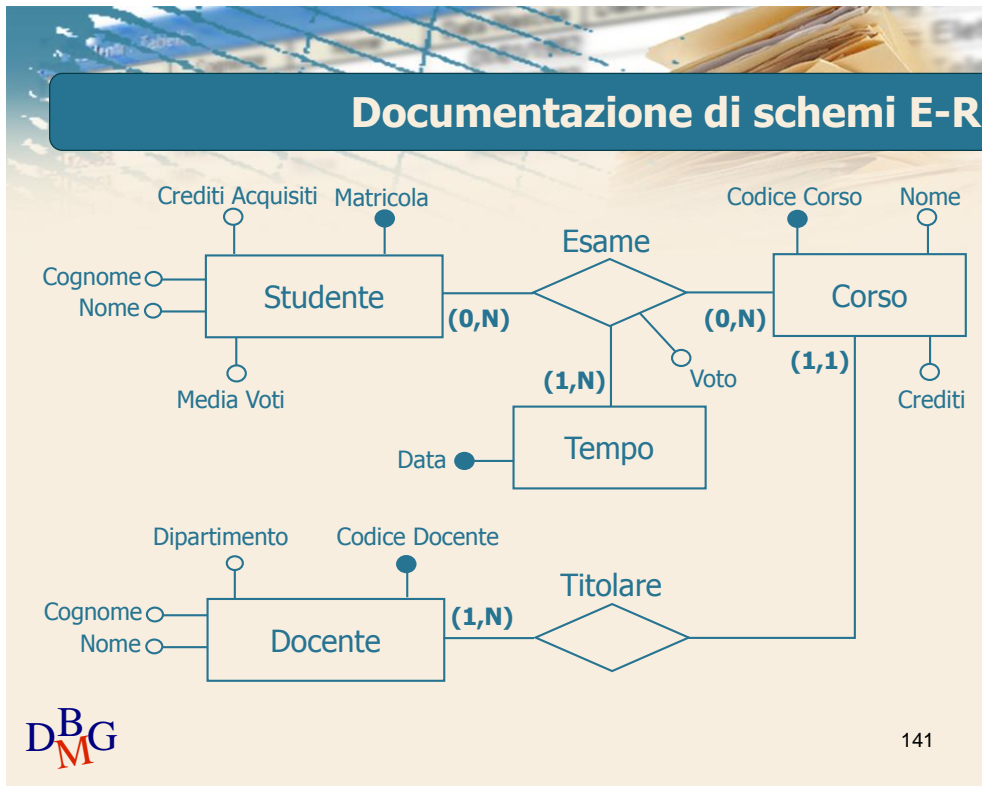 Documentazione di schemi E-R
Crediti Acquisiti
Matricola
Codice Corso
Nome
Esame
Cognome
Nome
Studente
Corso
(0,N)
(0,N)
(1,1)
(1,N)
Voto
Media Voti
Crediti
Tempo
Data
Dipartimento
Codice Docente
Titolare
Cognome
Nome
(1,N)
Docente
DBMG
141